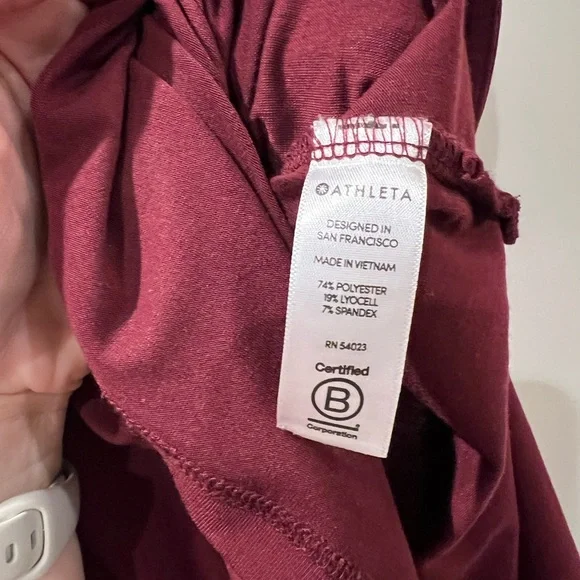 ATHLETA
DESIGNED IN
SAN FRANCISCO
MADE IN VIETNAM
74% POLYESTER
19% LYOCELL
7% SPANDEX
RN 54023
Certified
B
Corporation